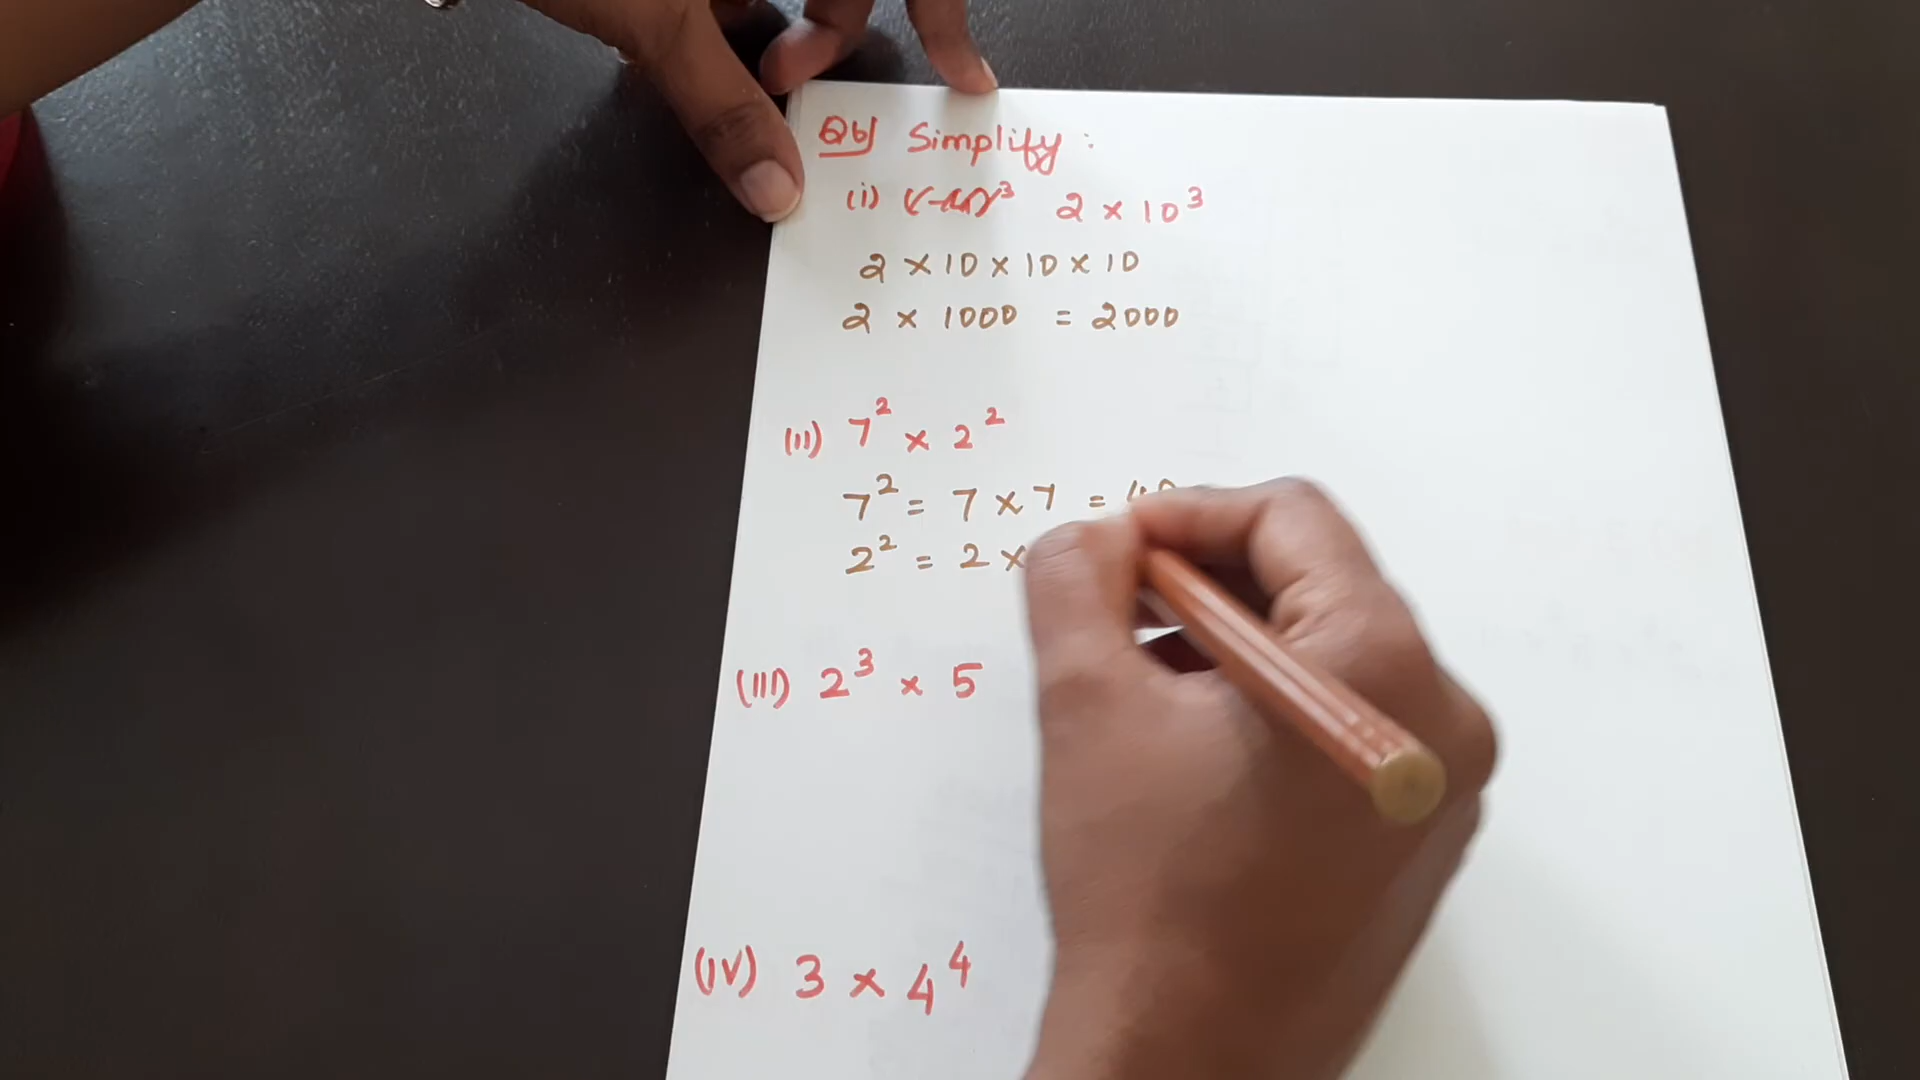 Q6) Simplify :
(i) 2 × 10³
2 × 10 × 10 × 10
2 × 1000 = 2000
(ii) 7² × 2²
7² = 7 × 7 =
2² = 2 ×
(III) 2³ × 5
(IV) 3 × 4⁴